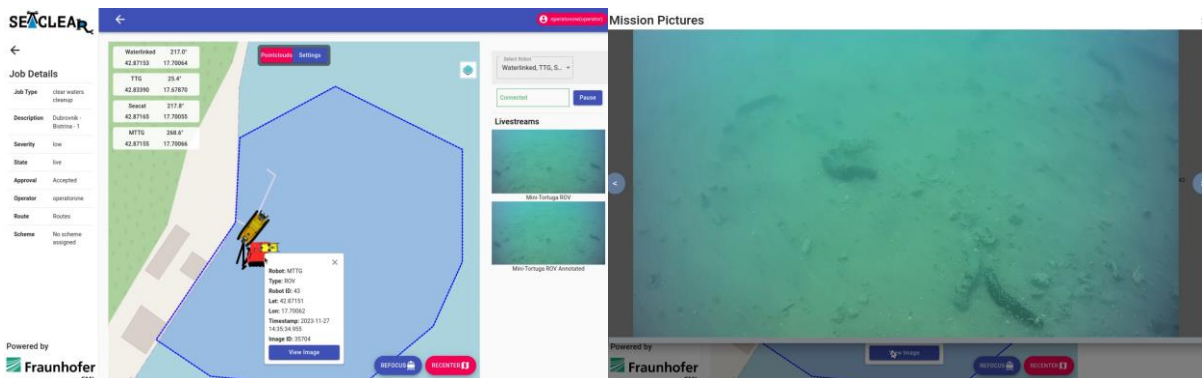 SEACLEAR
operatorone(operator)
Job Details
Job Type clear waters
cleanup
Description Dubrovnik -
Bistrina - 1
Severity low
State live
Approval Accepted
Operator operatorone
Route Routes
Scheme No scheme
assigned
Powered by
Fraunhofer
Waterlinked 217.0°
42.87153 17.70064
TTG 25.4°
42.83390 17.67870
Seacat 217.8°
42.87165 17.70055
MTTG 268.6°
42.87155 17.70066
Pointclouds Settings
Robot: MTTG
Type: ROV
Robot ID: 43
Lat: 42.87151
Lon: 17.70062
Timestamp: 2023-11-27
14:35:34.955
Image ID: 35704
View Image
REFOCUS RECENTER
Select Robot
Waterlinked, TTG, S...
Connected Pause
Livestreams
Mini-Tortuga ROV
Mini-Tortuga ROV Annotated
Mission Pictures
<
Powered by
Fraunhofer
View Image
REFOCUS RECENTER